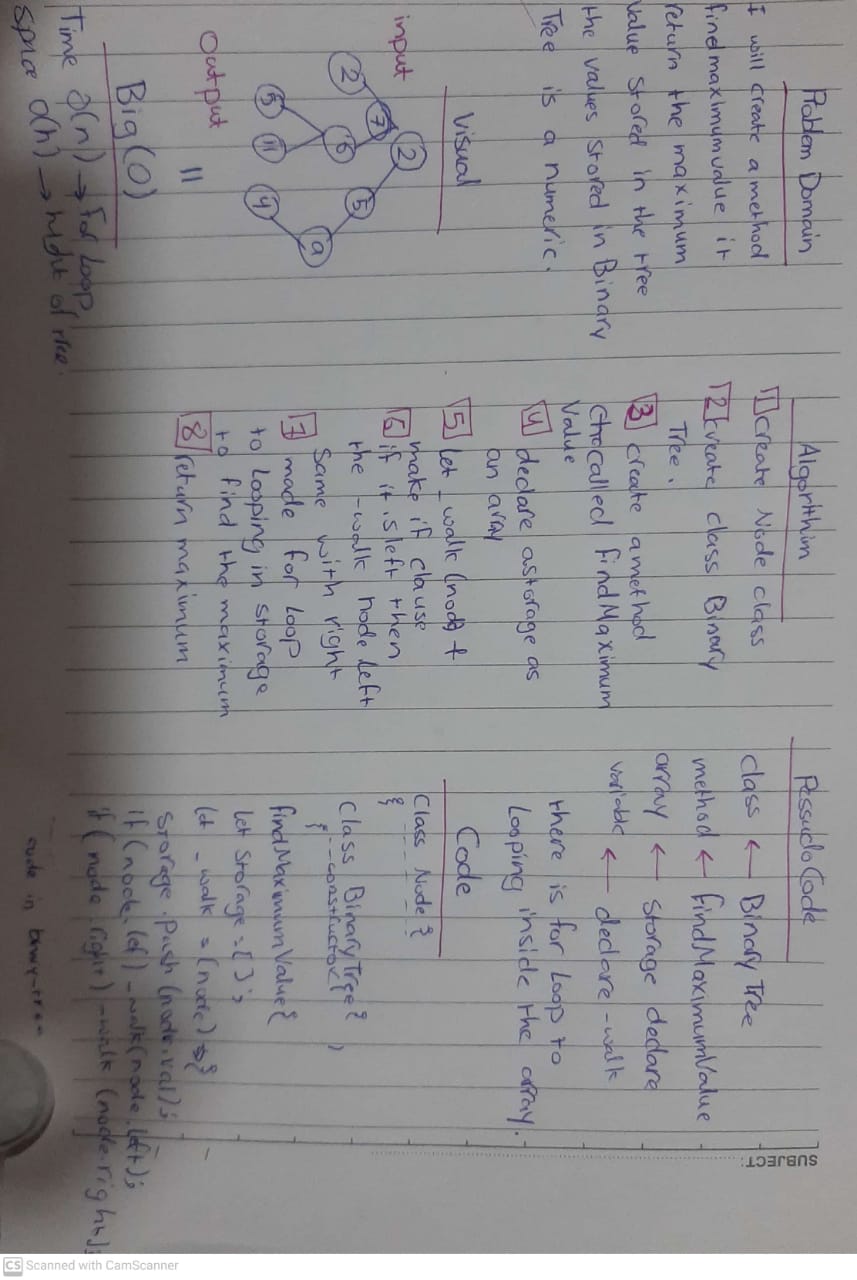 SUBJECT:
Problem Domain
I will create a method
find maximum value it
return the maximum
value stored in the tree
the values stored in Binary
Tree is a numeric.
Visual
input
2
7
5
2
6
9
5
11
4
Output
11
Big(O)
Time O(n) → for loop
space O(h) → hight of tree.
Algorithim
1 create Node class
2 create class Binary
Tree.
3 create a method
called findMaximum
Value
4 declare a storage as
an array
5 let _walk (node) +
make if clause
6 if it is left then
the -walk node left
Same with right
7 made for loop
to looping in storage
to find the maximum
8 return maximum
Pessudo Code
class ← Binary Tree
method ← findMaximumValue
array ← storage declare
variable ← declare -walk
there is for loop to
looping inside the array.
Code
Class Node {
}
Class BinaryTree {
findMaximumValue{
let storage = [];
let _walk = (node) => {
Storage.push(node.val);
if (node.left) -walk(node.left);
if (node.right) -walk (node.right);
code in binary-tree
CS Scanned with CamScanner